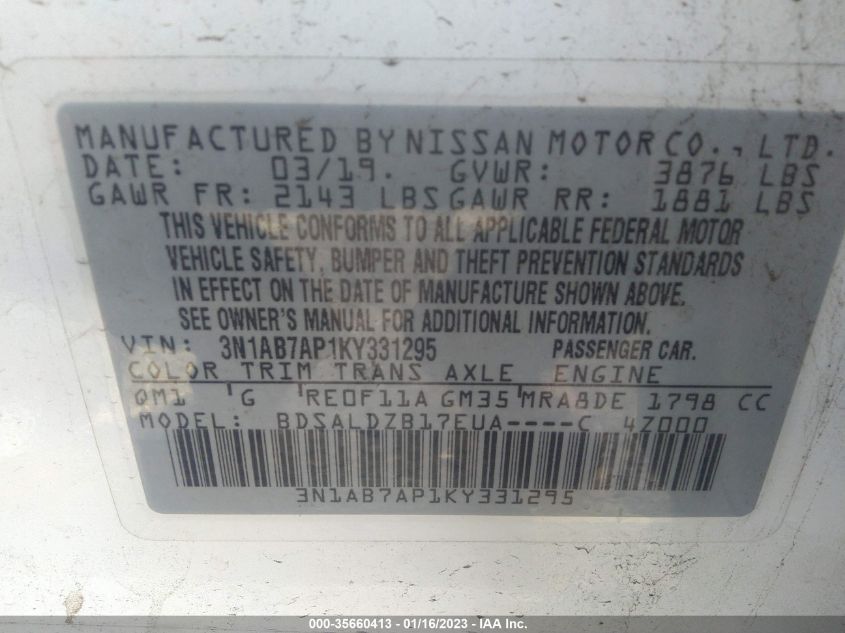 MANUFACTURED BY NISSAN MOTOR CO., LTD.
DATE: 03/19. GVWR: 3876 LBS
GAWR FR: 2143 LBS GAWR RR: 1881 LBS
THIS VEHICLE CONFORMS TO ALL APPLICABLE FEDERAL MOTOR
VEHICLE SAFETY, BUMPER AND THEFT PREVENTION STANDARDS
IN EFFECT ON THE DATE OF MANUFACTURE SHOWN ABOVE.
SEE OWNER'S MANUAL FOR ADDITIONAL INFORMATION.
VIN: 3N1AB7AP1KY331295 PASSENGER CAR.
COLOR TRIM TRANS AXLE ENGINE
QM1 'G RE0F11A GM35 MRA8DE 1798 CC
MODEL: BDSALDZB17EUA----C 4Z000
3N1AB7AP1KY331295
000-35660413 - 01/16/2023 - IAA Inc.